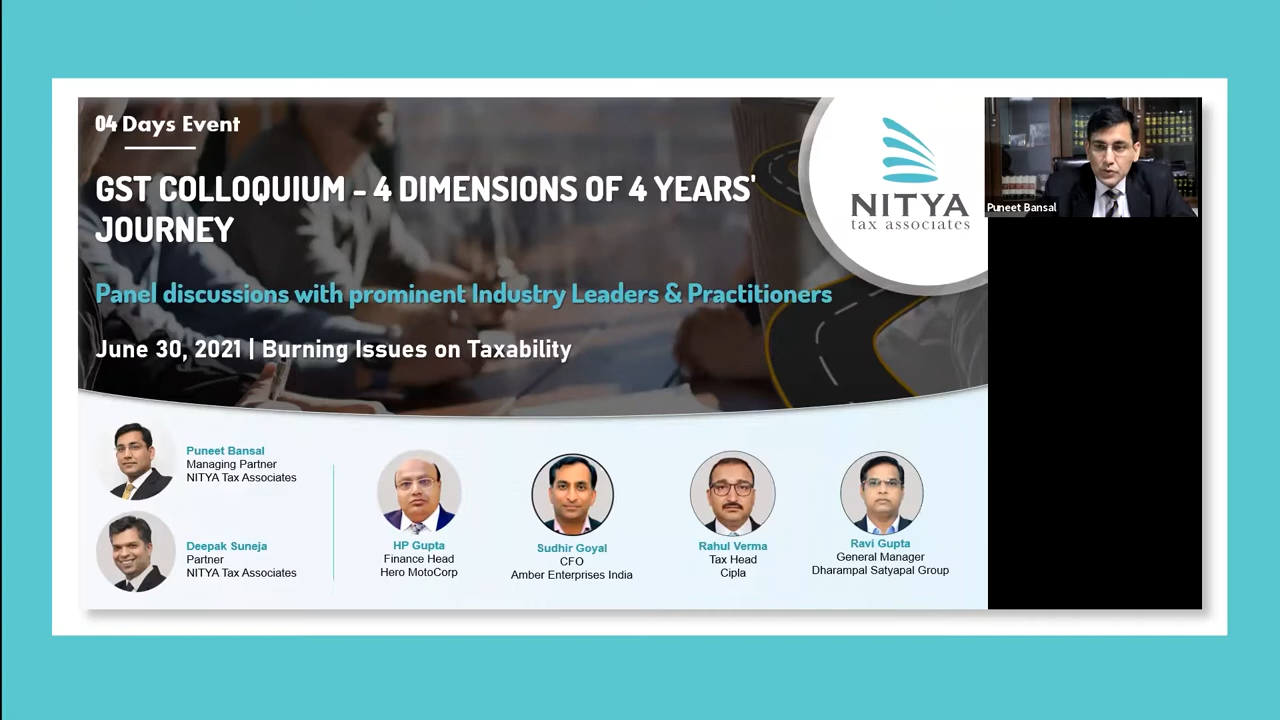 04 Days Event
GST COLLOQUIUM - 4 DIMENSIONS OF 4 YEARS'
JOURNEY
Panel discussions with prominent Industry Leaders & Practitioners
June 30, 2021 | Burning Issues on Taxability
NITYA
tax associates
Puneet Bansal
Puneet Bansal
Managing Partner
NITYA Tax Associates
Deepak Suneja
Partner
NITYA Tax Associates
HP Gupta
Finance Head
Hero MotoCorp
Sudhir Goyal
CFO
Amber Enterprises India
Rahul Verma
Tax Head
Cipla
Ravi Gupta
General Manager
Dharampal Satyapal Group